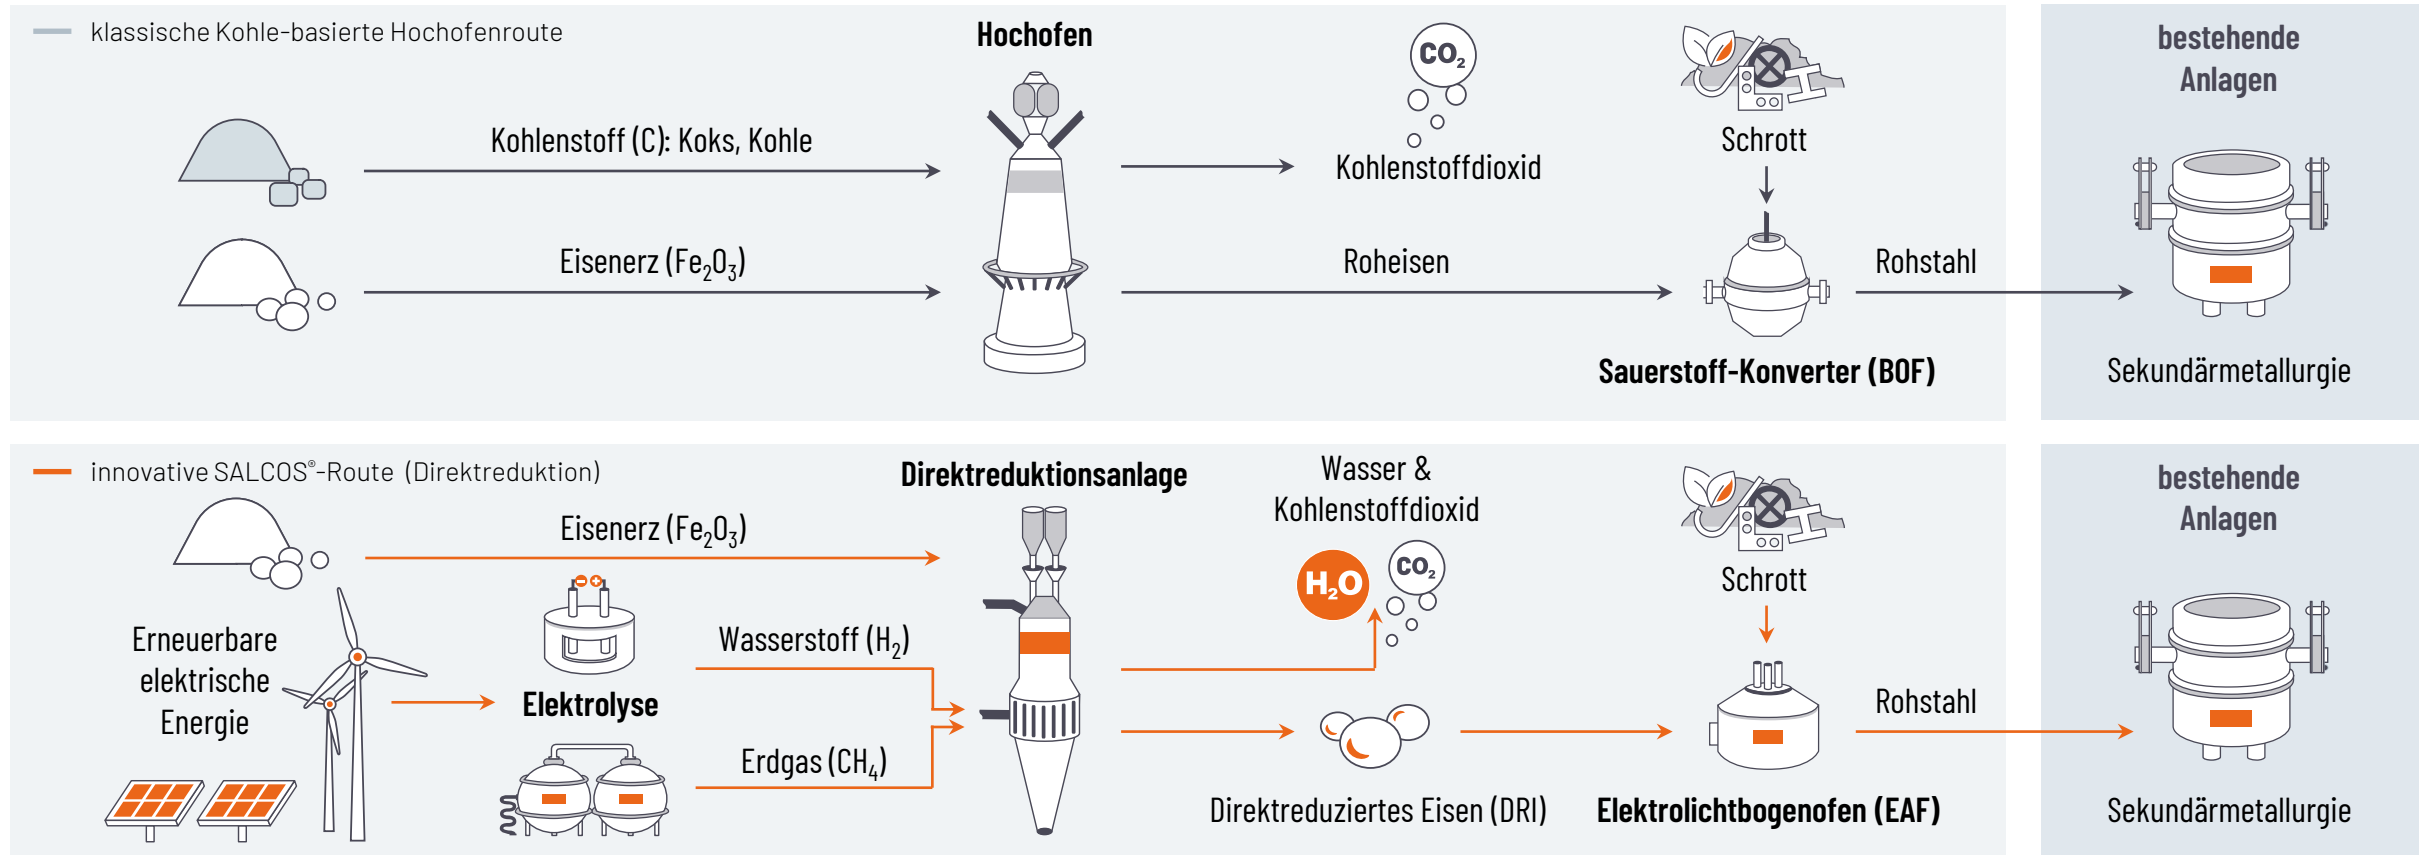 klassische Kohle-basierte Hochofenroute
Hochofen
CO₂
bestehende
Anlagen
Kohlenstoff (C): Koks, Kohle
Schrott
Kohlenstoffdioxid
Eisenerz (Fe₂O₃)
Roheisen
Rohstahl
Sauerstoff-Konverter (BOF)
Sekundärmetallurgie
innovative SALCOS®-Route (Direktreduktion)
Direktreduktionsanlage
Wasser &
Kohlenstoffdioxid
bestehende
Anlagen
Eisenerz (Fe₂O₃)
H₂O
CO₂
Schrott
Erneuerbare
elektrische
Energie
Wasserstoff (H₂)
Elektrolyse
Rohstahl
Erdgas (CH₄)
Direktreduziertes Eisen (DRI)
Elektrolichtbogenofen (EAF)
Sekundärmetallurgie